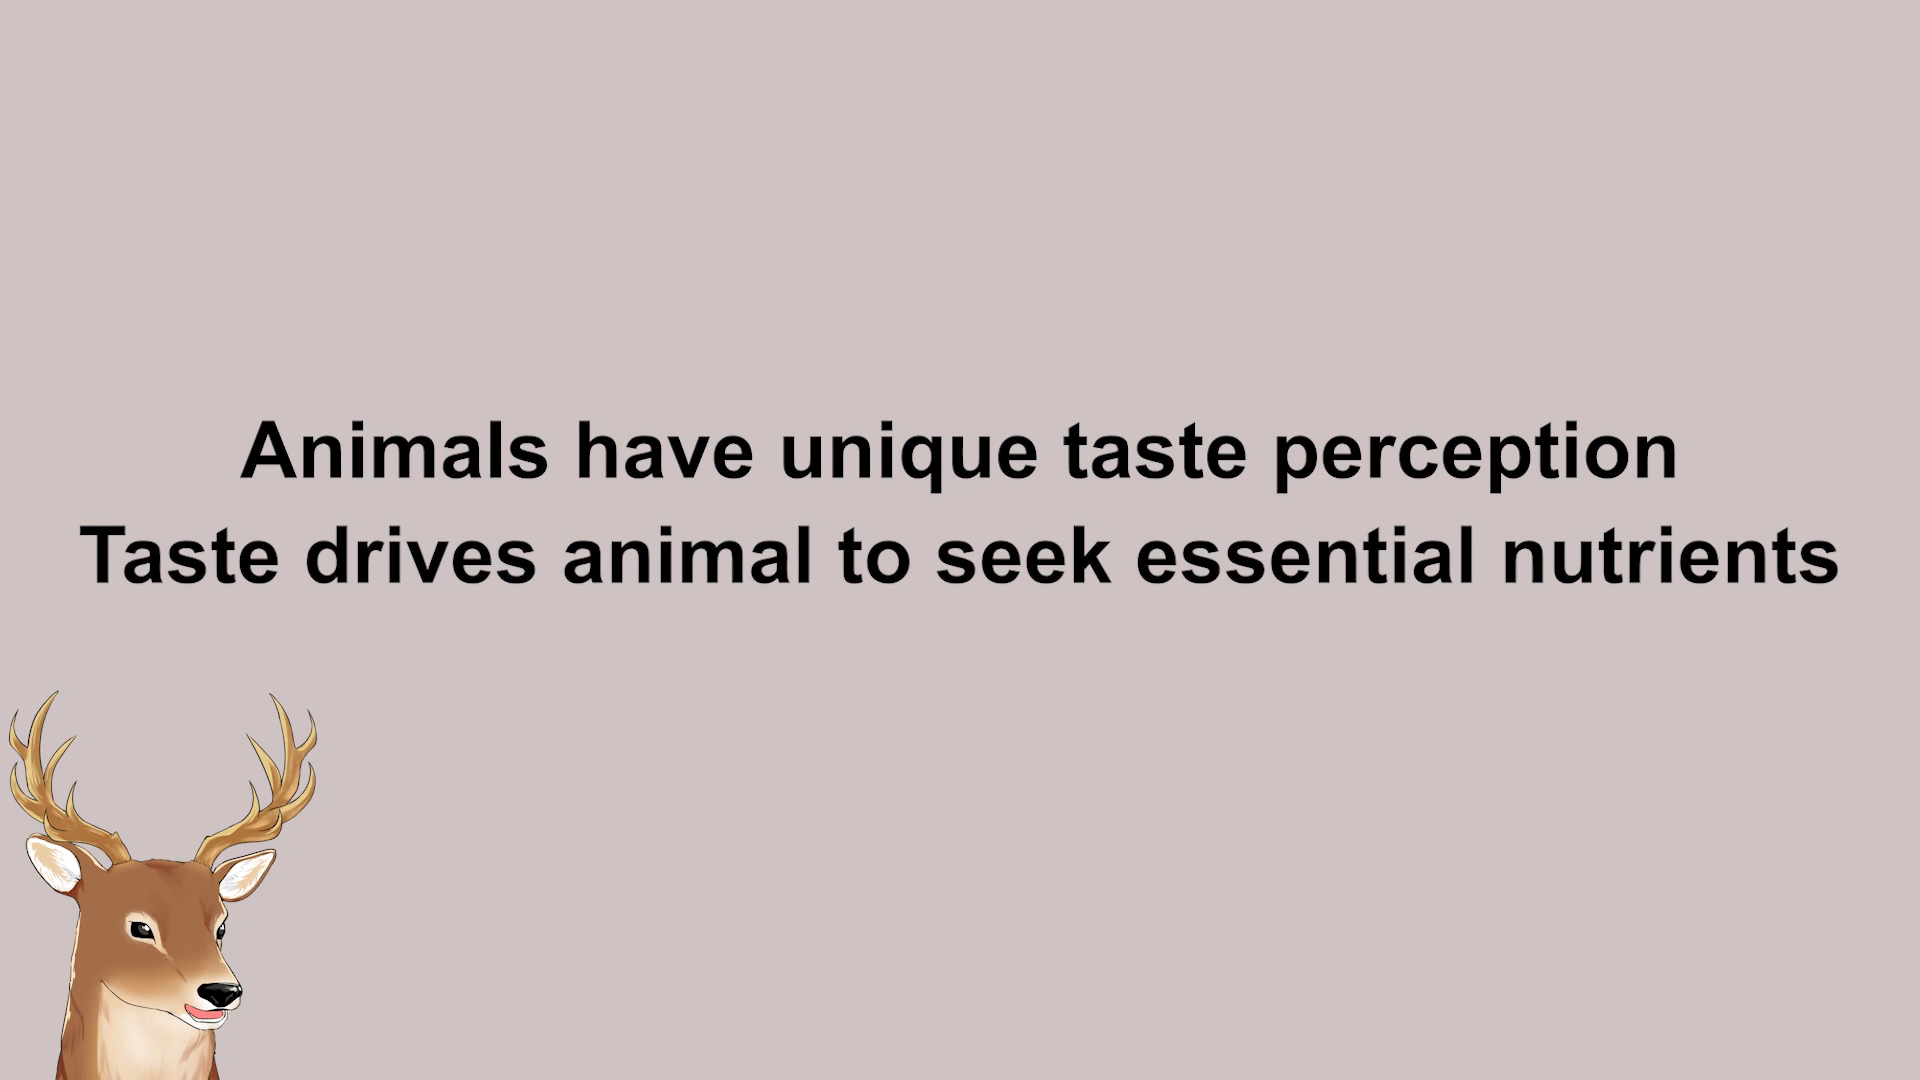 Animals have unique taste perception
Taste drives animal to seek essential nutrients